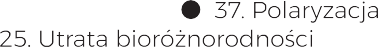 37. Polaryzacja
25. Utrata bioróżnorodności